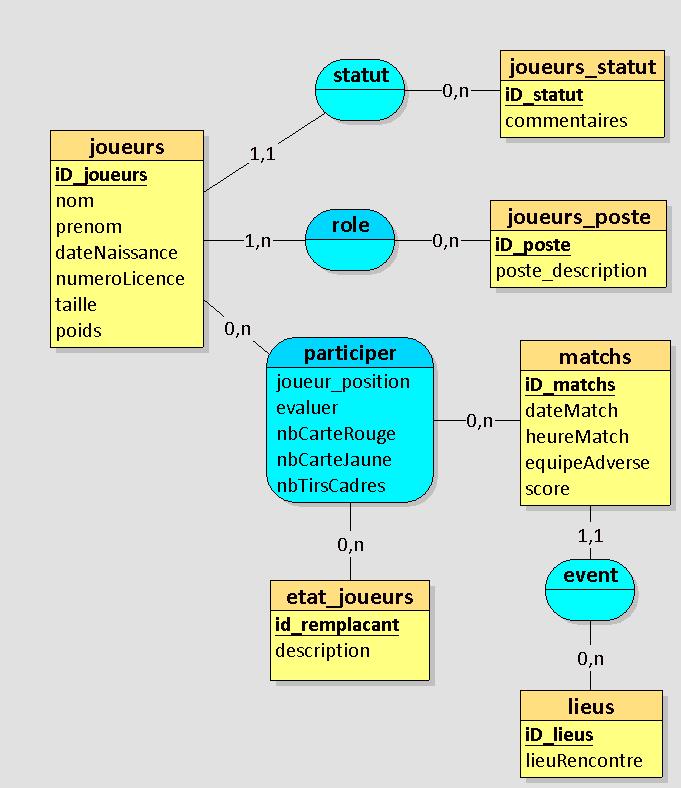 statut
0,n
joueurs_statut
iD_statut
commentaires
joueurs
iD_joueurs
nom
prenom
dateNaissance
numeroLicence
taille
poids
1,1
1,n
role
0,n
joueurs_poste
iD_poste
poste_description
0,n
participer
joueur_position
evaluer
nbCarteRouge
nbCarteJaune
nbTirsCadres
0,n
matchs
iD_matchs
dateMatch
heureMatch
equipeAdverse
score
0,n
etat_joueurs
id_remplacant
description
1,1
event
0,n
lieus
iD_lieus
lieuRencontre